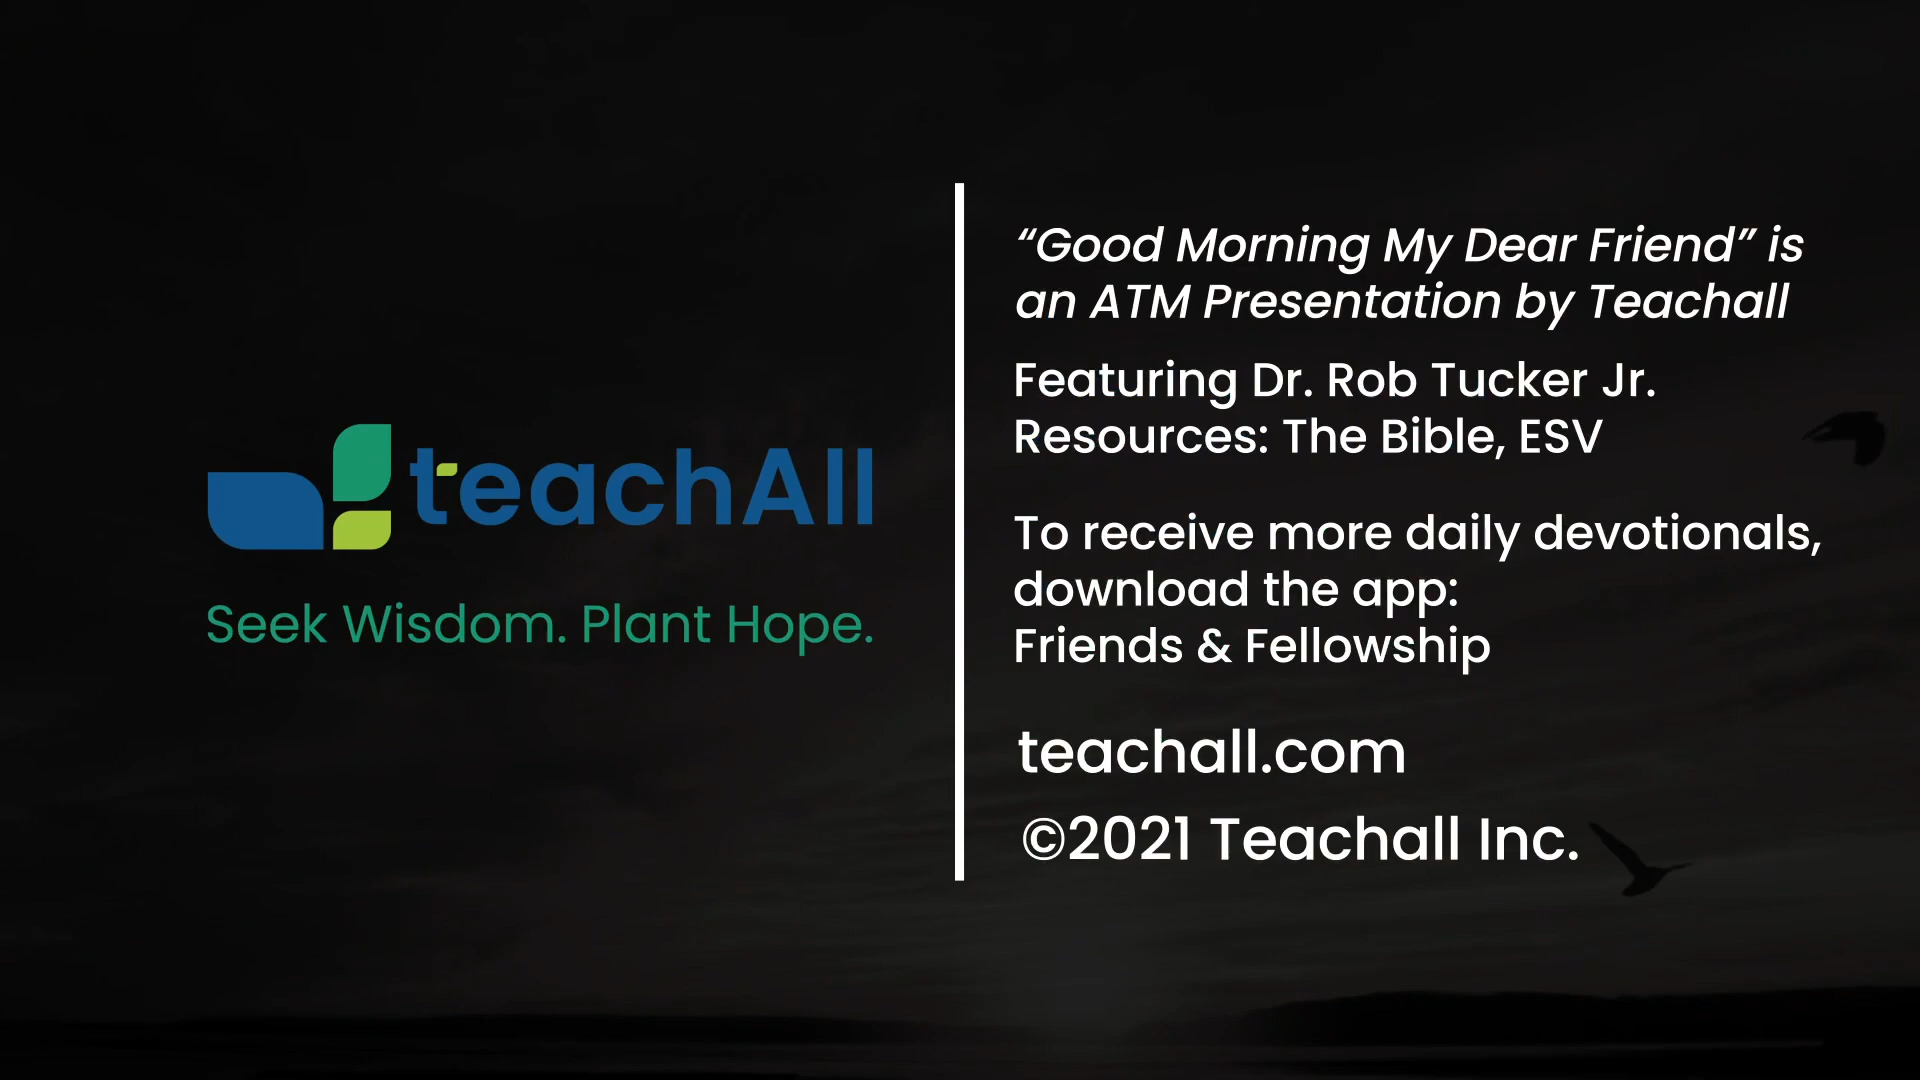 teachAll
Seek Wisdom. Plant Hope.
“Good Morning My Dear Friend” is
an ATM Presentation by Teachall
Featuring Dr. Rob Tucker Jr.
Resources: The Bible, ESV
To receive more daily devotionals,
download the app:
Friends & Fellowship
teachall.com
©2021 Teachall Inc.